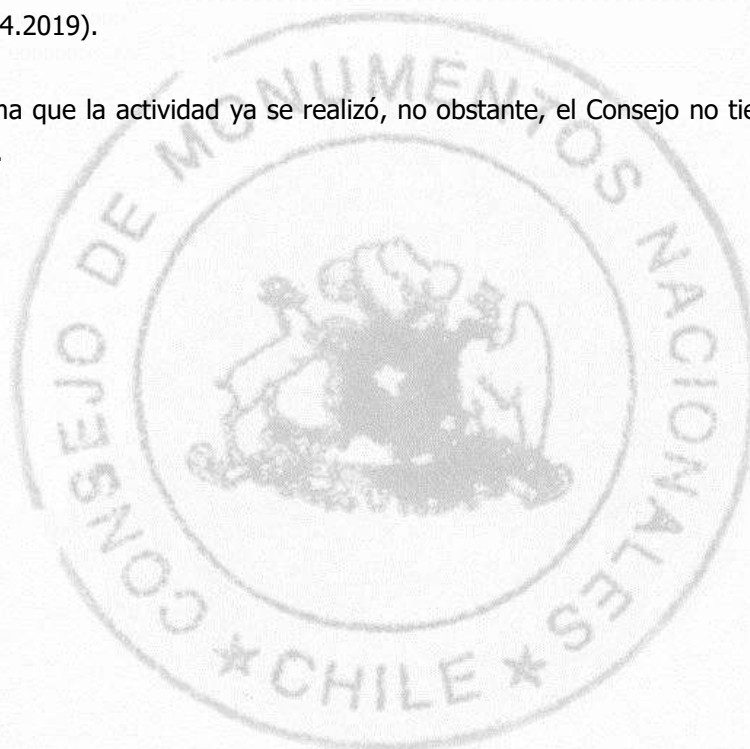 4.2019).
na que la actividad ya se realizó, no obstante, el Consejo no tie
.
CONSEJO DE MONUMENTOS NACIONALES
★ CHILE ★